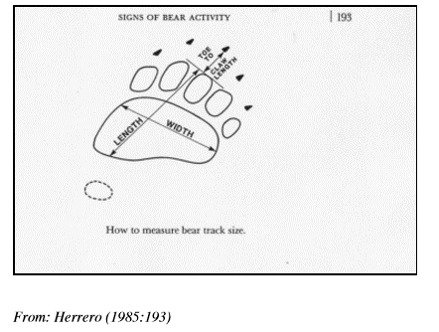 SIGNS OF BEAR ACTIVITY | 193
TOE
TO
CLAW
LENGTH
LENGTH
WIDTH
How to measure bear track size.
From: Herrero (1985:193)